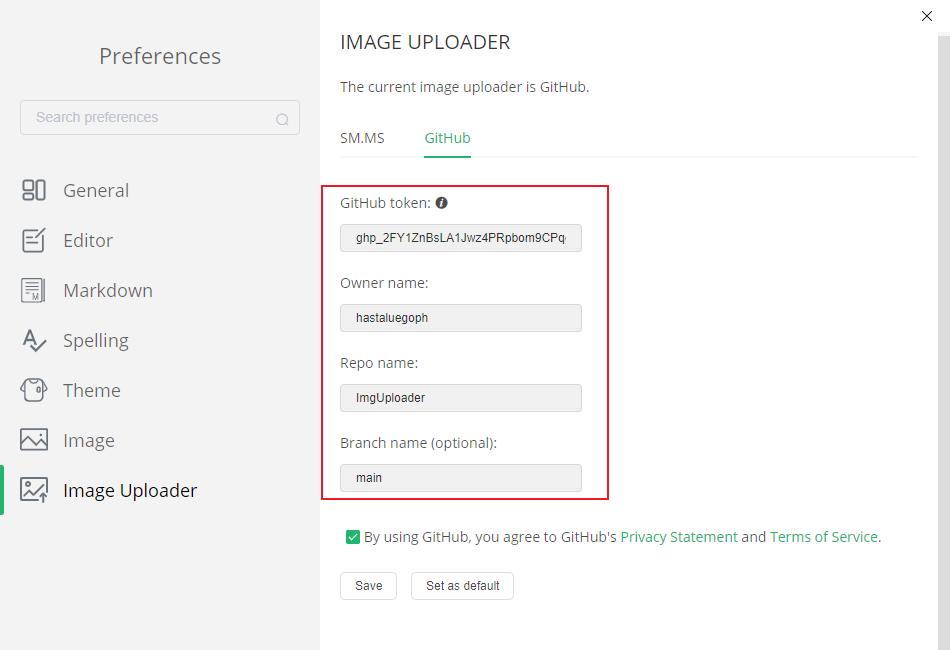 Preferences
Search preferences
General
Editor
Markdown
Spelling
Theme
Image
Image Uploader
IMAGE UPLOADER
The current image uploader is GitHub.
SM.MS GitHub
GitHub token:
ghp_2FY1ZnBsLA1Jwz4PRpbom9CPq
Owner name:
hastaluegoph
Repo name:
ImgUploader
Branch name (optional):
main
By using GitHub, you agree to GitHub's Privacy Statement and Terms of Service.
Save Set as default